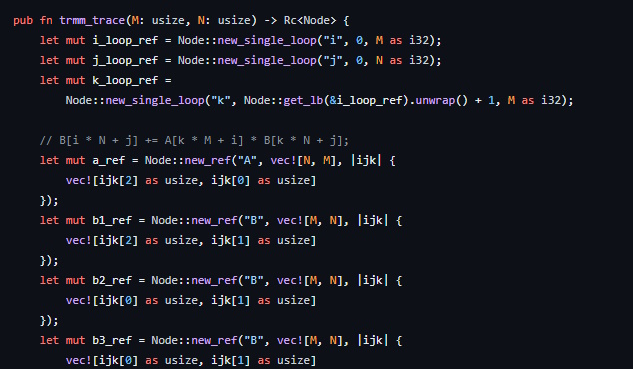 pub fn trmm_trace(M: usize, N: usize) -> Rc<Node> {
    let mut i_loop_ref = Node::new_single_loop("i", 0, M as i32);
    let mut j_loop_ref = Node::new_single_loop("j", 0, N as i32);
    let mut k_loop_ref =
        Node::new_single_loop("k", Node::get_lb(&i_loop_ref).unwrap() + 1, M as i32);

    // B[i * N + j] += A[k * M + i] * B[k * N + j];
    let mut a_ref = Node::new_ref("A", vec![N, M], |ijk| {
        vec![ijk[2] as usize, ijk[0] as usize]
    });
    let mut b1_ref = Node::new_ref("B", vec![M, N], |ijk| {
        vec![ijk[2] as usize, ijk[1] as usize]
    });
    let mut b2_ref = Node::new_ref("B", vec![M, N], |ijk| {
        vec![ijk[0] as usize, ijk[1] as usize]
    });
    let mut b3_ref = Node::new_ref("B", vec![M, N], |ijk| {
        vec![ijk[0] as usize, ijk[1] as usize]